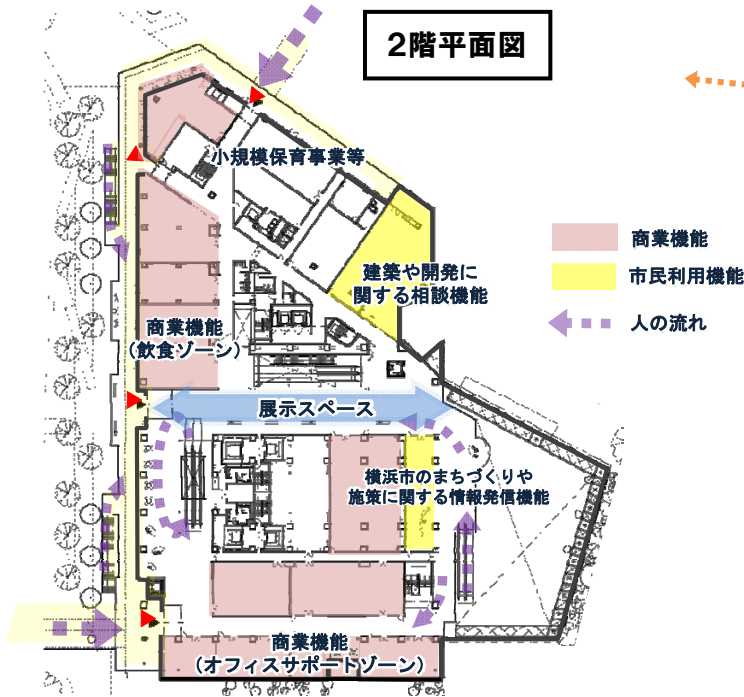 2階平面図
小規模保育事業等
商業機能
建築や開発に
関する相談機能
市民利用機能
人の流れ
商業機能
（飲食ゾーン）
展示スペース
横浜市のまちづくりや
施策に関する情報発信機能
商業機能
（オフィスサポートゾーン）